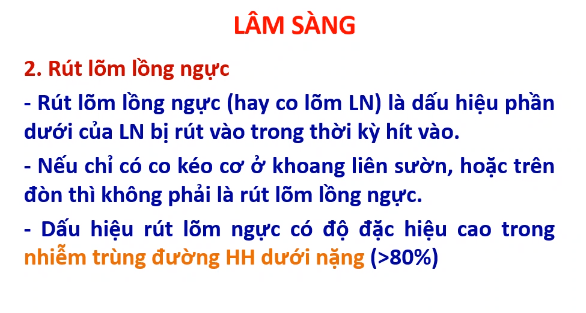 LÂM SÀNG
2. Rút lõm lồng ngực
- Rút lõm lồng ngực (hay co lõm LN) là dấu hiệu phần
dưới của LN bị rút vào trong thời kỳ hít vào.
- Nếu chỉ có co kéo cơ ở khoang liên sườn, hoặc trên
đòn thì không phải là rút lõm lồng ngực.
- Dấu hiệu rút lõm ngực có độ đặc hiệu cao trong
nhiễm trùng đường HH dưới nặng (>80%)